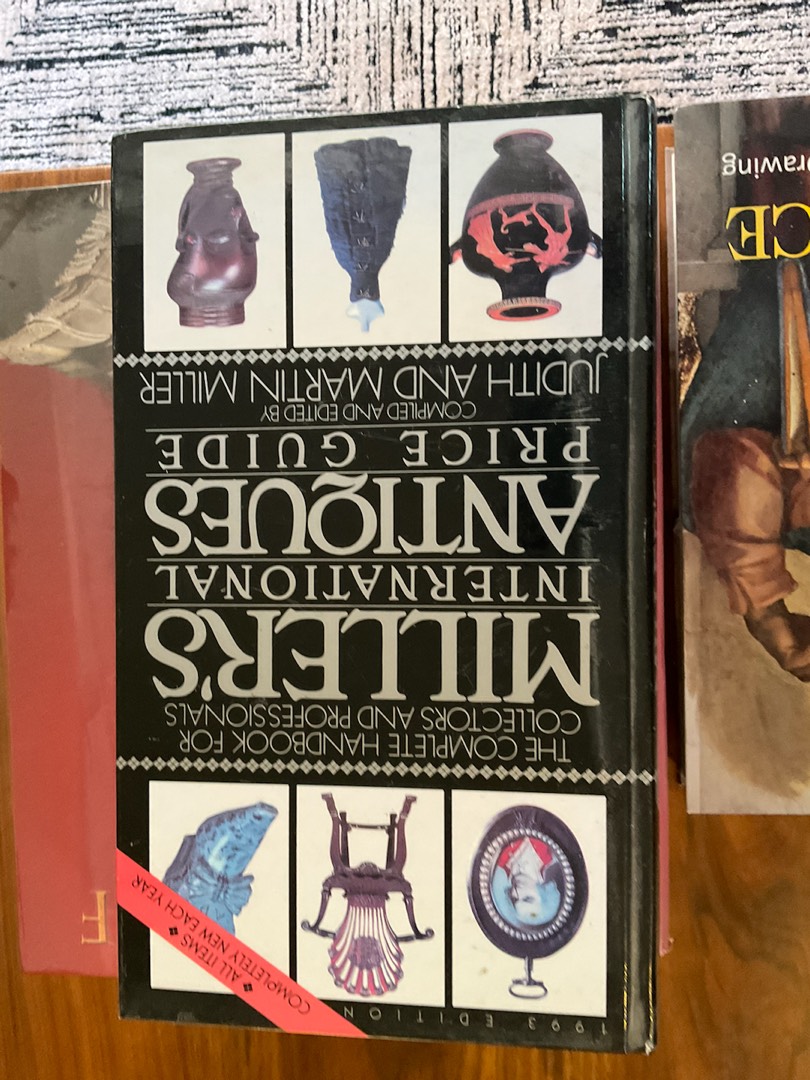 1993 EDITION
ALL ITEMS
COMPLETELY NEW EACH YEAR
THE COMPLETE HANDBOOK FOR
COLLECTORS AND PROFESSIONALS
MILLER'S
INTERNATIONAL
ANTIQUES
PRICE GUIDE
COMPILED AND EDITED BY
JUDITH AND MARTIN MILLER